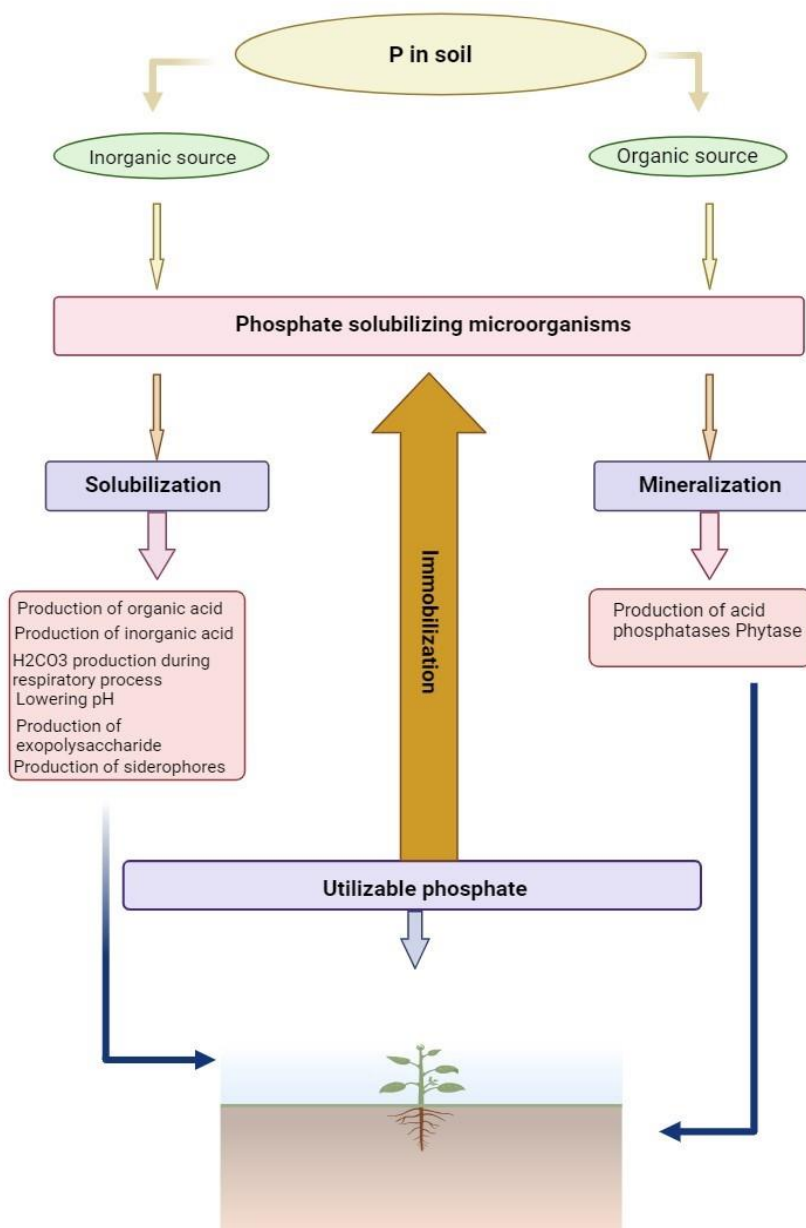 P in soil
Inorganic source
Organic source
Phosphate solubilizing microorganisms
Solubilization
Mineralization
Production of organic acid
Production of inorganic acid
H2CO3 production during
respiratory process
Lowering pH
Production of
exopolysaccharide
Production of siderophores
Immobilization
Production of acid
phosphatases Phytase
Utilizable phosphate